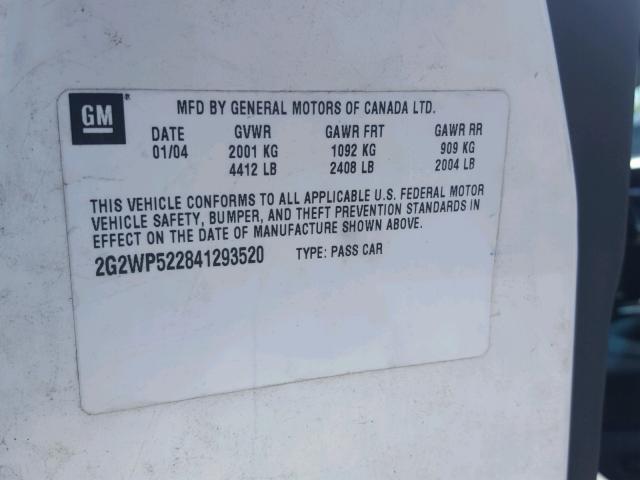 GM
MFD BY GENERAL MOTORS OF CANADA LTD.
DATE GVWR GAWR FRT GAWR RR
01/04 2001 KG 1092 KG 909 KG
4412 LB 2408 LB 2004 LB
THIS VEHICLE CONFORMS TO ALL APPLICABLE U.S. FEDERAL MOTOR
VEHICLE SAFETY, BUMPER, AND THEFT PREVENTION STANDARDS IN
EFFECT ON THE DATE OF MANUFACTURE SHOWN ABOVE.
2G2WP522841293520 TYPE: PASS CAR